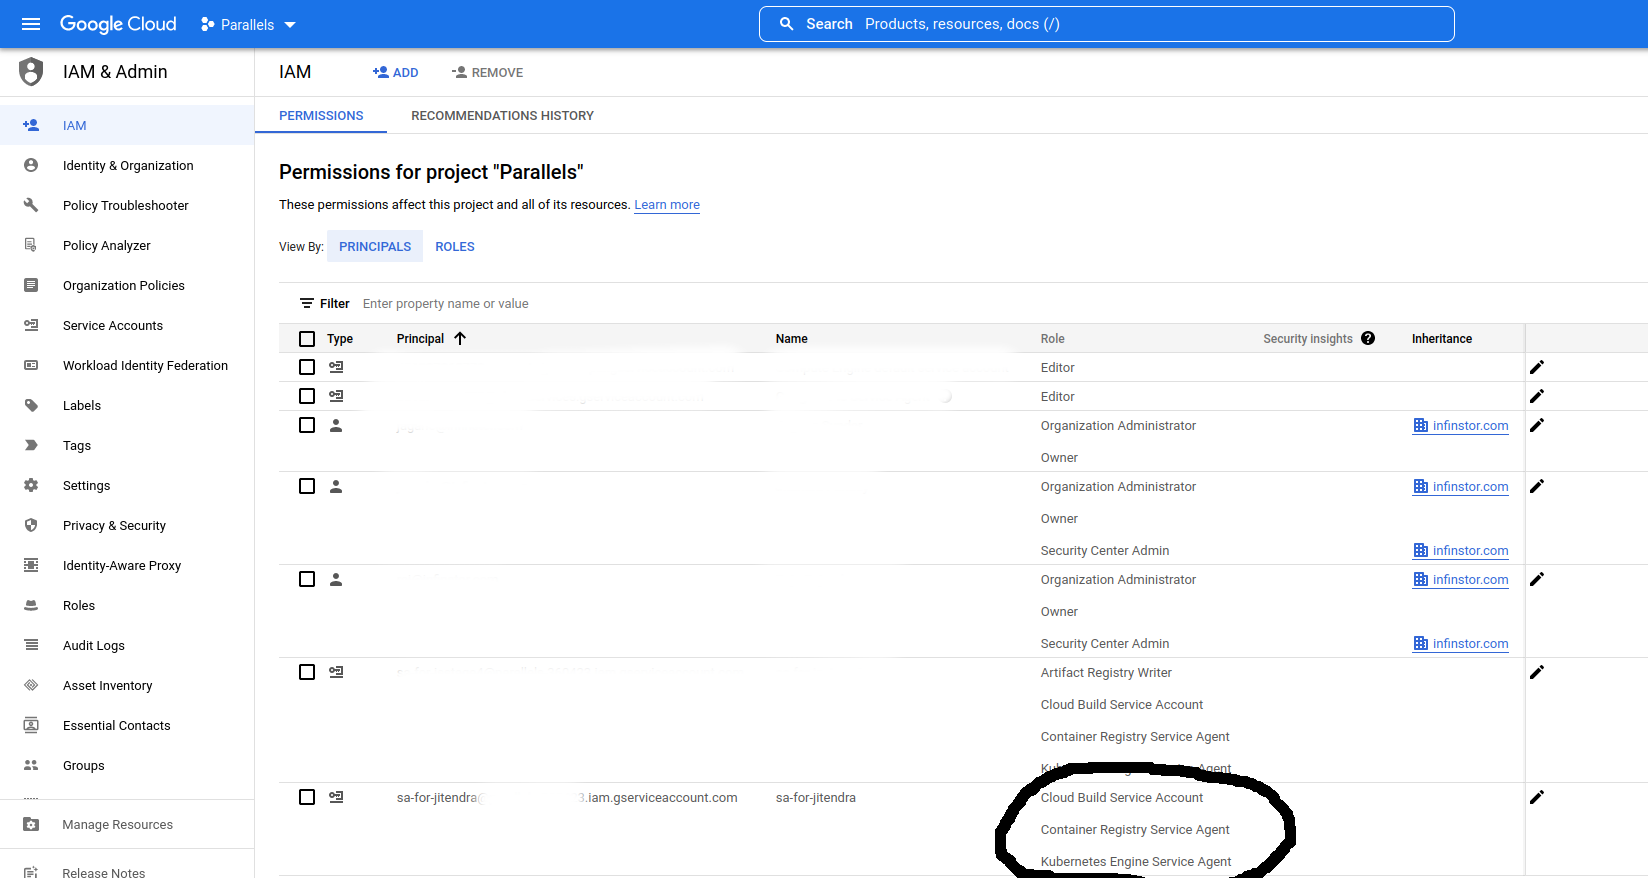 Google Cloud Parallels Search Products, resources, docs (/)
IAM & Admin
IAM ADD REMOVE
PERMISSIONS RECOMMENDATIONS HISTORY
IAM
Identity & Organization
Policy Troubleshooter
Policy Analyzer
Organization Policies
Service Accounts
Workload Identity Federation
Labels
Tags
Settings
Privacy & Security
Identity-Aware Proxy
Roles
Audit Logs
Asset Inventory
Essential Contacts
Groups
Manage Resources
Release Notes
Permissions for project "Parallels"
These permissions affect this project and all of its resources. Learn more
View By: PRINCIPALS ROLES
Filter Enter property name or value
Type Principal Name Role Security insights ? Inheritance
Editor
Editor
Organization Administrator infinstor.com
Owner
Organization Administrator infinstor.com
Owner
Security Center Admin infinstor.com
Organization Administrator infinstor.com
Owner
Security Center Admin infinstor.com
Artifact Registry Writer
Cloud Build Service Account
Container Registry Service Agent
Agent
sa-for-jitendra@ 3.iam.gserviceaccount.com sa-for-jitendra Cloud Build Service Account
Container Registry Service Agent
Kubernetes Engine Service Agent